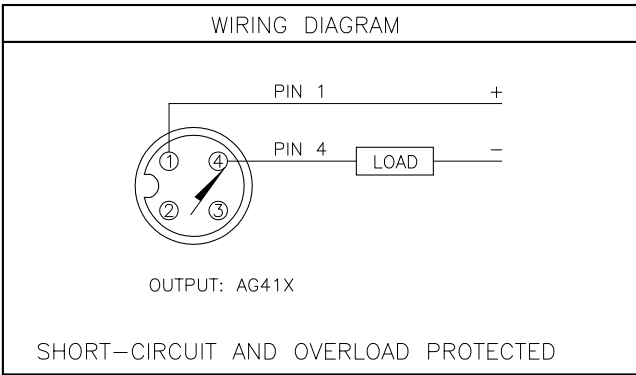 WIRING DIAGRAM
PIN 1 +
1 4 PIN 4 LOAD −
2 3
OUTPUT: AG41X
SHORT−CIRCUIT AND OVERLOAD PROTECTED